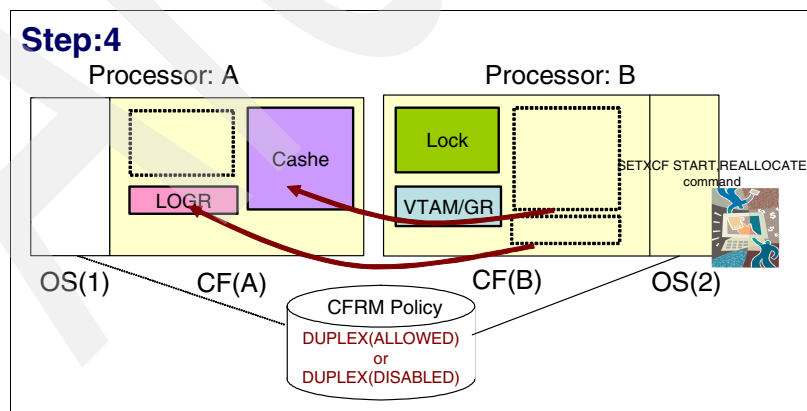 Step:4
Processor: A
Processor: B
Cashe
LOGR
Lock
VTAM/GR
SETXCF START,REALLOCATE
command
OS(1)
CF(A)
CF(B)
OS(2)
CFRM Policy
DUPLEX(ALLOWED)
or
DUPLEX(DISABLED)